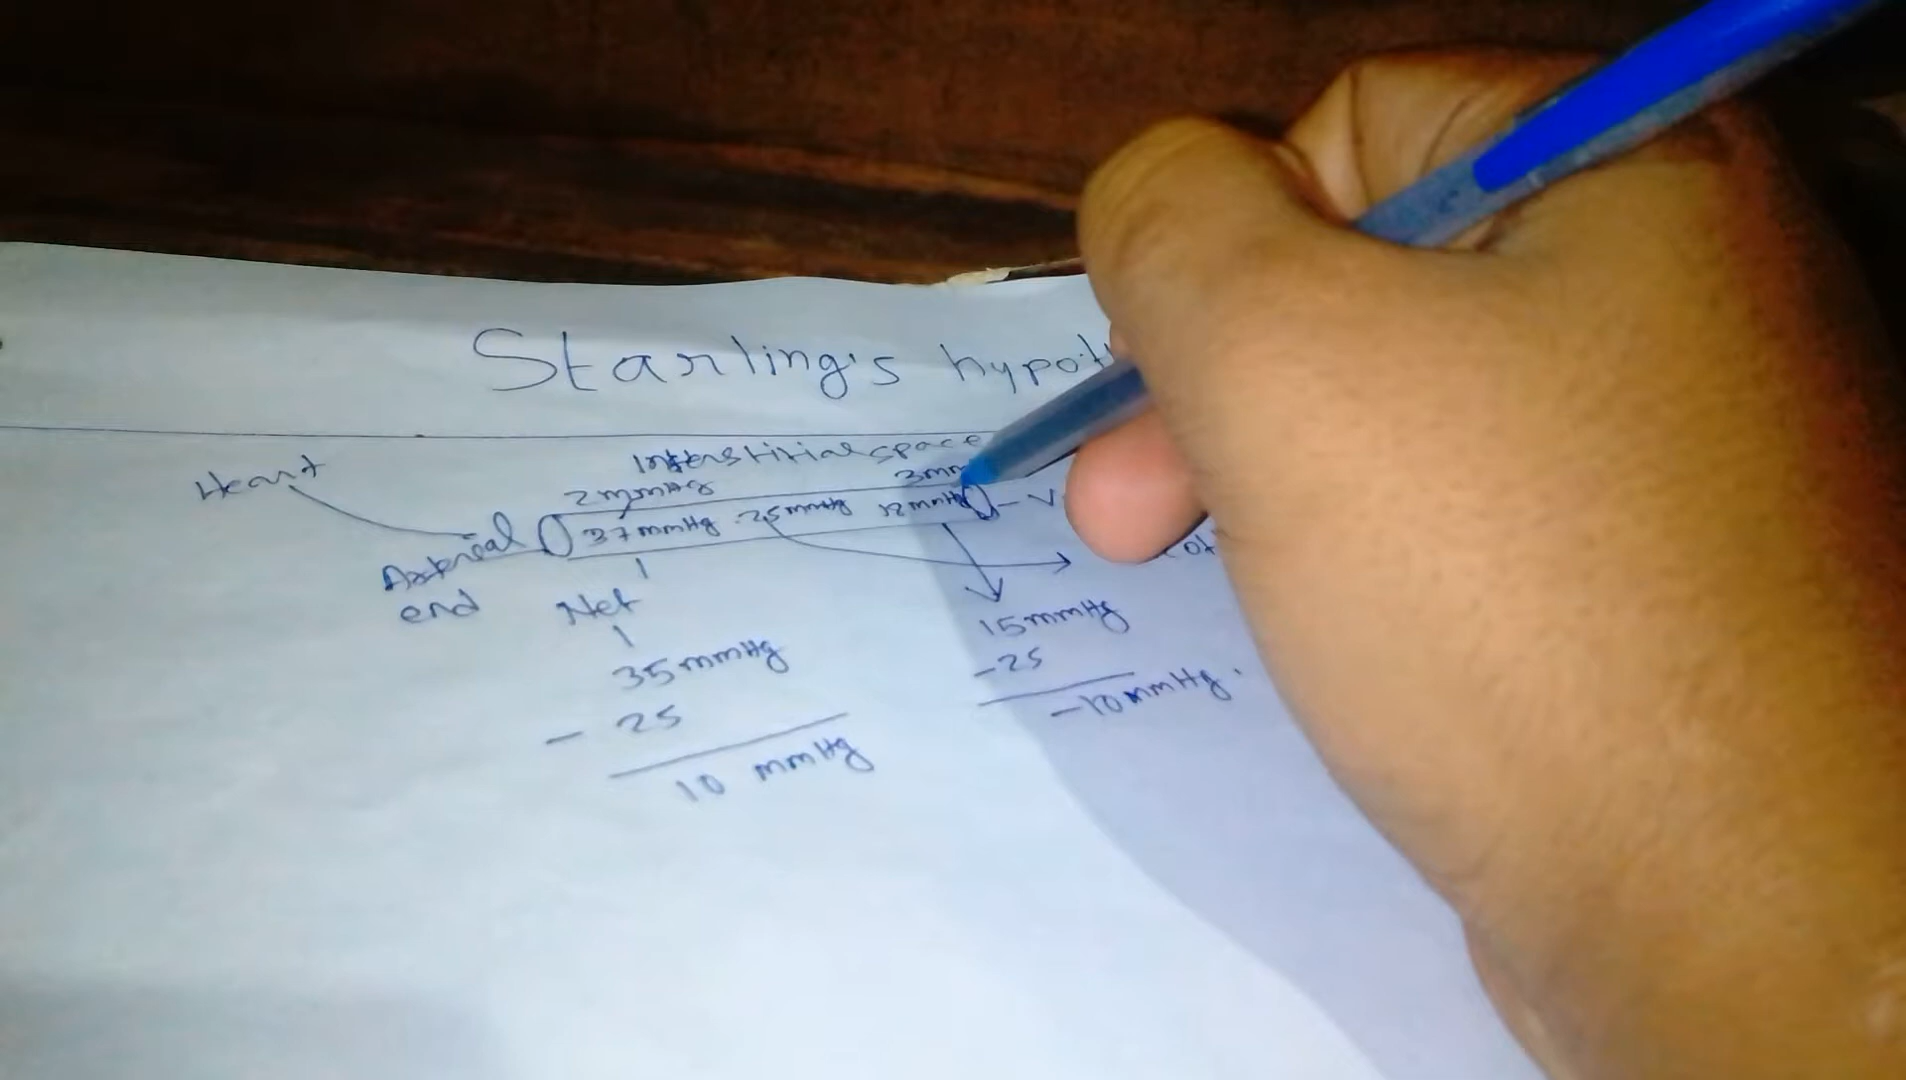 Starling's hypot
Heart
Interstitial space
2mmHg 3mm
Arterial 37mmHg 25mmHg 12mmHg - V
end
Net
35mmHg
- 25
10 mmHg
15mmHg
-25
-10mmHg.